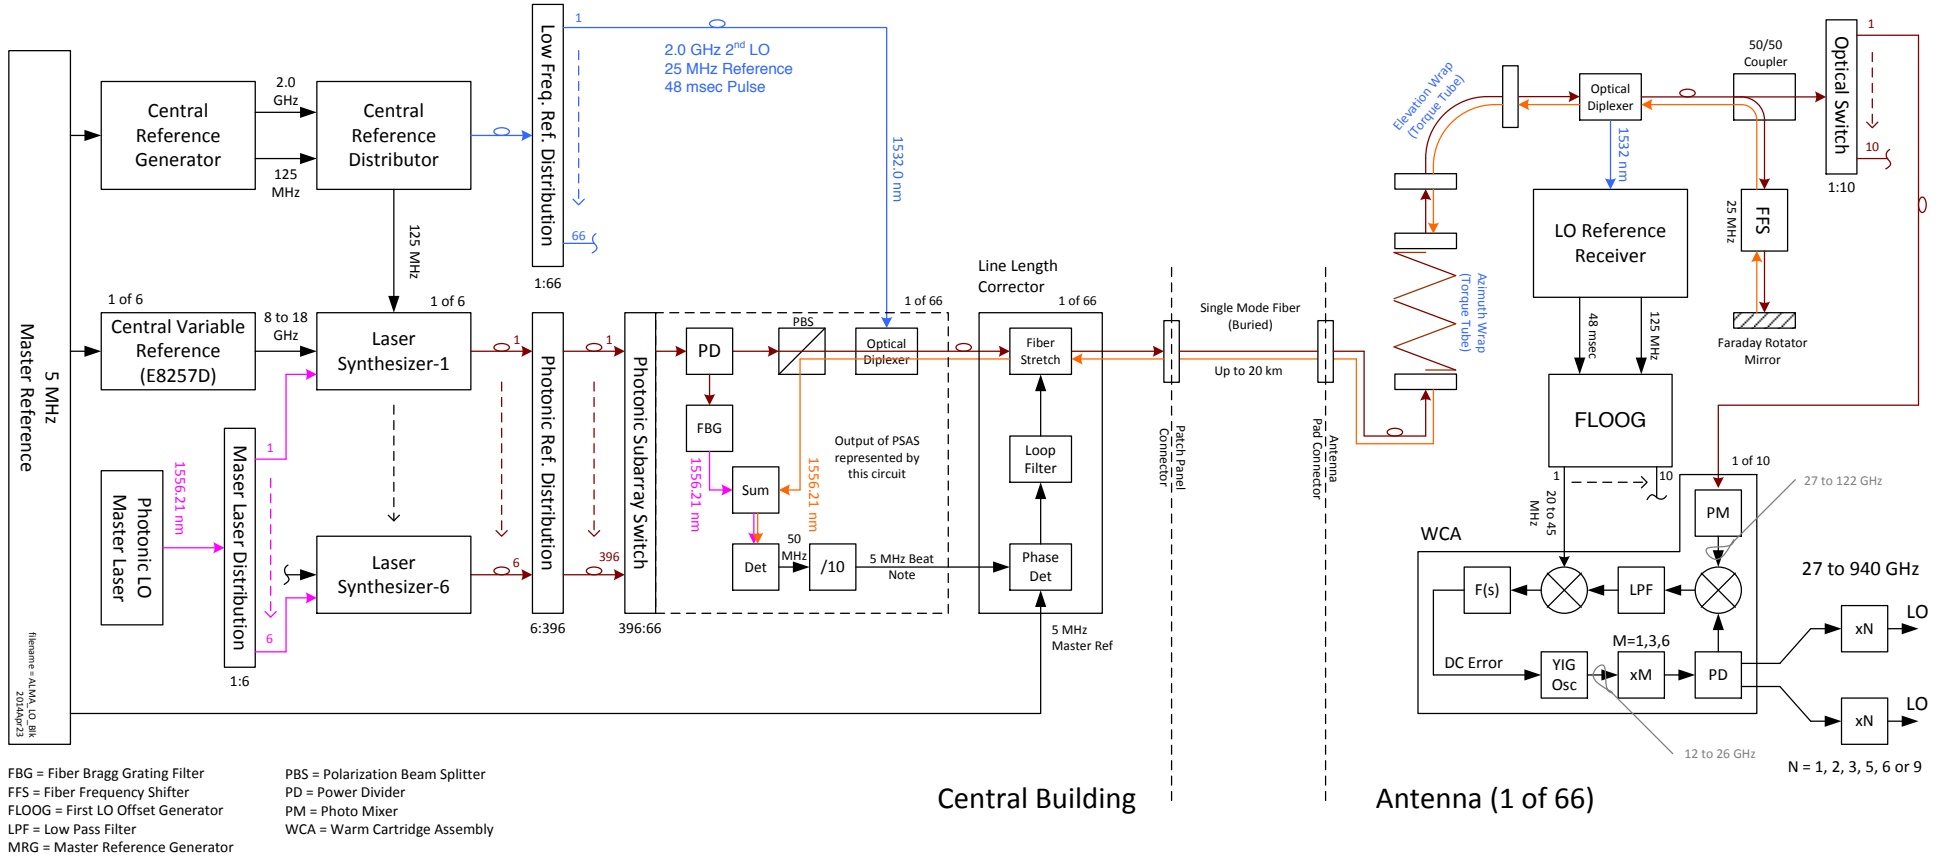 5 MHz
Master Reference
filename = ALMA_LO_Blk
2014Apr23
Central
Reference
Generator
2.0
GHz
125
MHz
Central
Reference
Distributor
125 MHz
Low Freq. Ref. Distribution
1
66
1:66
2.0 GHz 2nd LO
25 MHz Reference
48 msec Pulse
1532.0 nm
1 of 6
Central Variable
Reference
(E8257D)
8 to 18
GHz
1 of 6
Laser
Synthesizer-1
1
Photonic LO
Master Laser
1556.21 nm
Maser Laser Distribution
1
6
1:6
Laser
Synthesizer-6
6
Photonic Ref. Distribution
6:396
1
396
Photonic Subarray Switch
396:66
PD
FBG
1556.21 nm
PBS
1 of 66
Optical
Diplexer
1556.21 nm
Output of PSAS
represented by
this circuit
Sum
Det
50
MHz
/10
5 MHz Beat
Note
Line Length
Corrector
1 of 66
Fiber
Stretch
Loop
Filter
Phase
Det
5 MHz
Master Ref
Patch Panel
Connector
Single Mode Fiber
(Buried)
Up to 20 km
Antenna
Pad Connector
Azimuth Wrap
(Torque Tube)
Elevation Wrap
(Torque Tube)
Optical
Diplexer
50/50
Coupler
Optical Switch
1
10
1:10
1532 nm
LO Reference
Receiver
FFS
25 MHz
Faraday Rotator
Mirror
48 msec
125 MHz
FLOOG
1
10
20 to 45
MHz
WCA
1 of 10
27 to 122 GHz
PM
F(s)
LPF
27 to 940 GHz
DC Error
YIG
Osc
M=1,3,6
xM
PD
xN
LO
xN
LO
12 to 26 GHz
N = 1, 2, 3, 5, 6 or 9
Central Building
Antenna (1 of 66)
FBG = Fiber Bragg Grating Filter
FFS = Fiber Frequency Shifter
FLOOG = First LO Offset Generator
LPF = Low Pass Filter
MRG = Master Reference Generator
PBS = Polarization Beam Splitter
PD = Power Divider
PM = Photo Mixer
WCA = Warm Cartridge Assembly